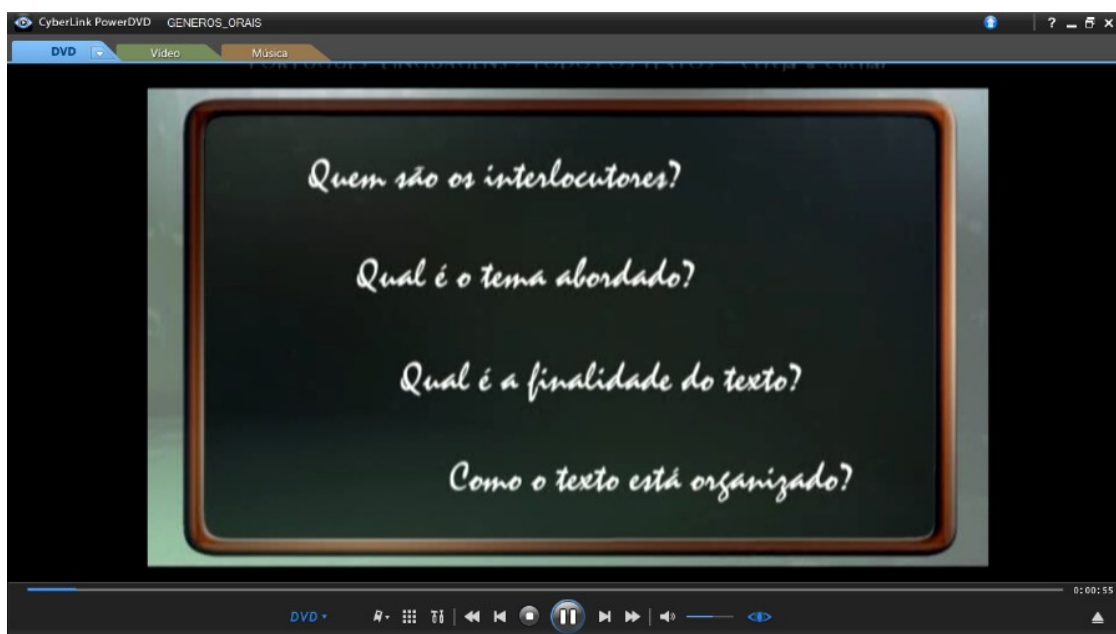 CyberLink PowerDVD GENEROS_ORAIS ?
DVD Vídeo Música
Quem são os interlocutores?
Qual é o tema abordado?
Qual é a finalidade do texto?
Como o texto está organizado?
0:00:55
DVD